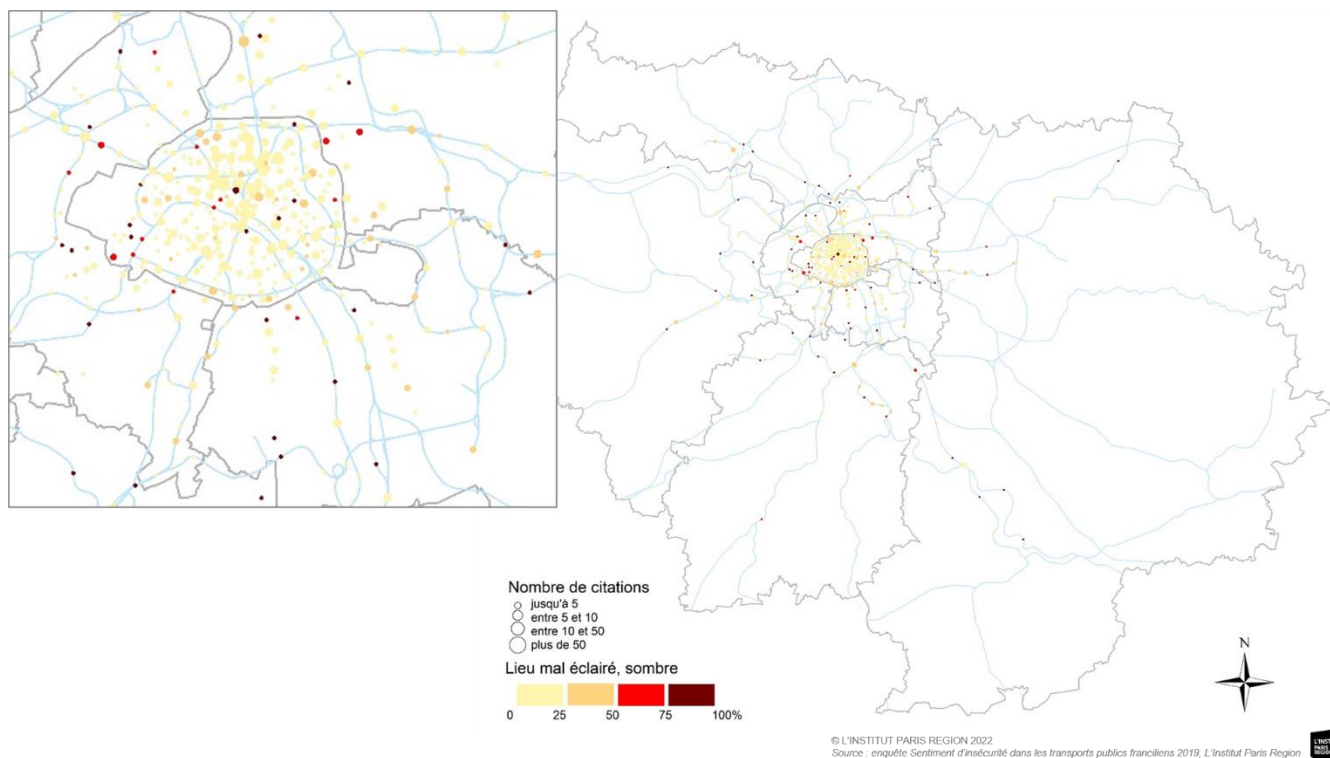 Nombre de citations
jusqu'à 5
entre 5 et 10
entre 10 et 50
plus de 50
Lieu mal éclairé, sombre
0 25 50 75 100%
N
© L'INSTITUT PARIS REGION 2022
Source : enquête Sentiment d'insécurité dans les transports publics franciliens 2019, L'Institut Paris Region